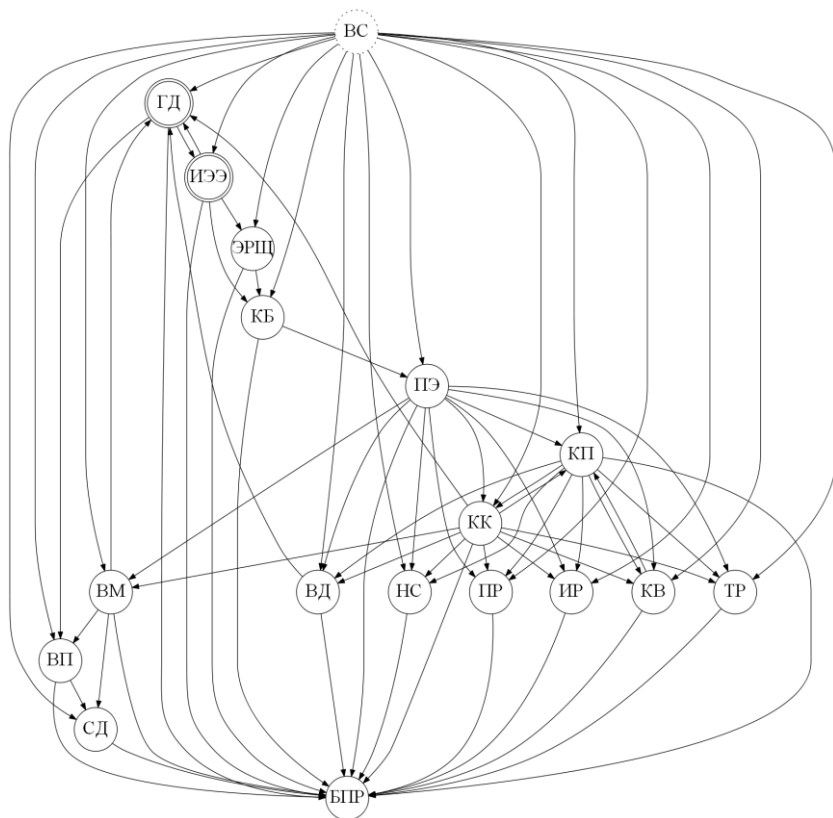 ВС
ГД
ИЭЭ
ЭРЩ
КБ
ПЭ
КП
КК
ВМ ВД НС ПР ИР КВ ТР
ВП
СД
БПР